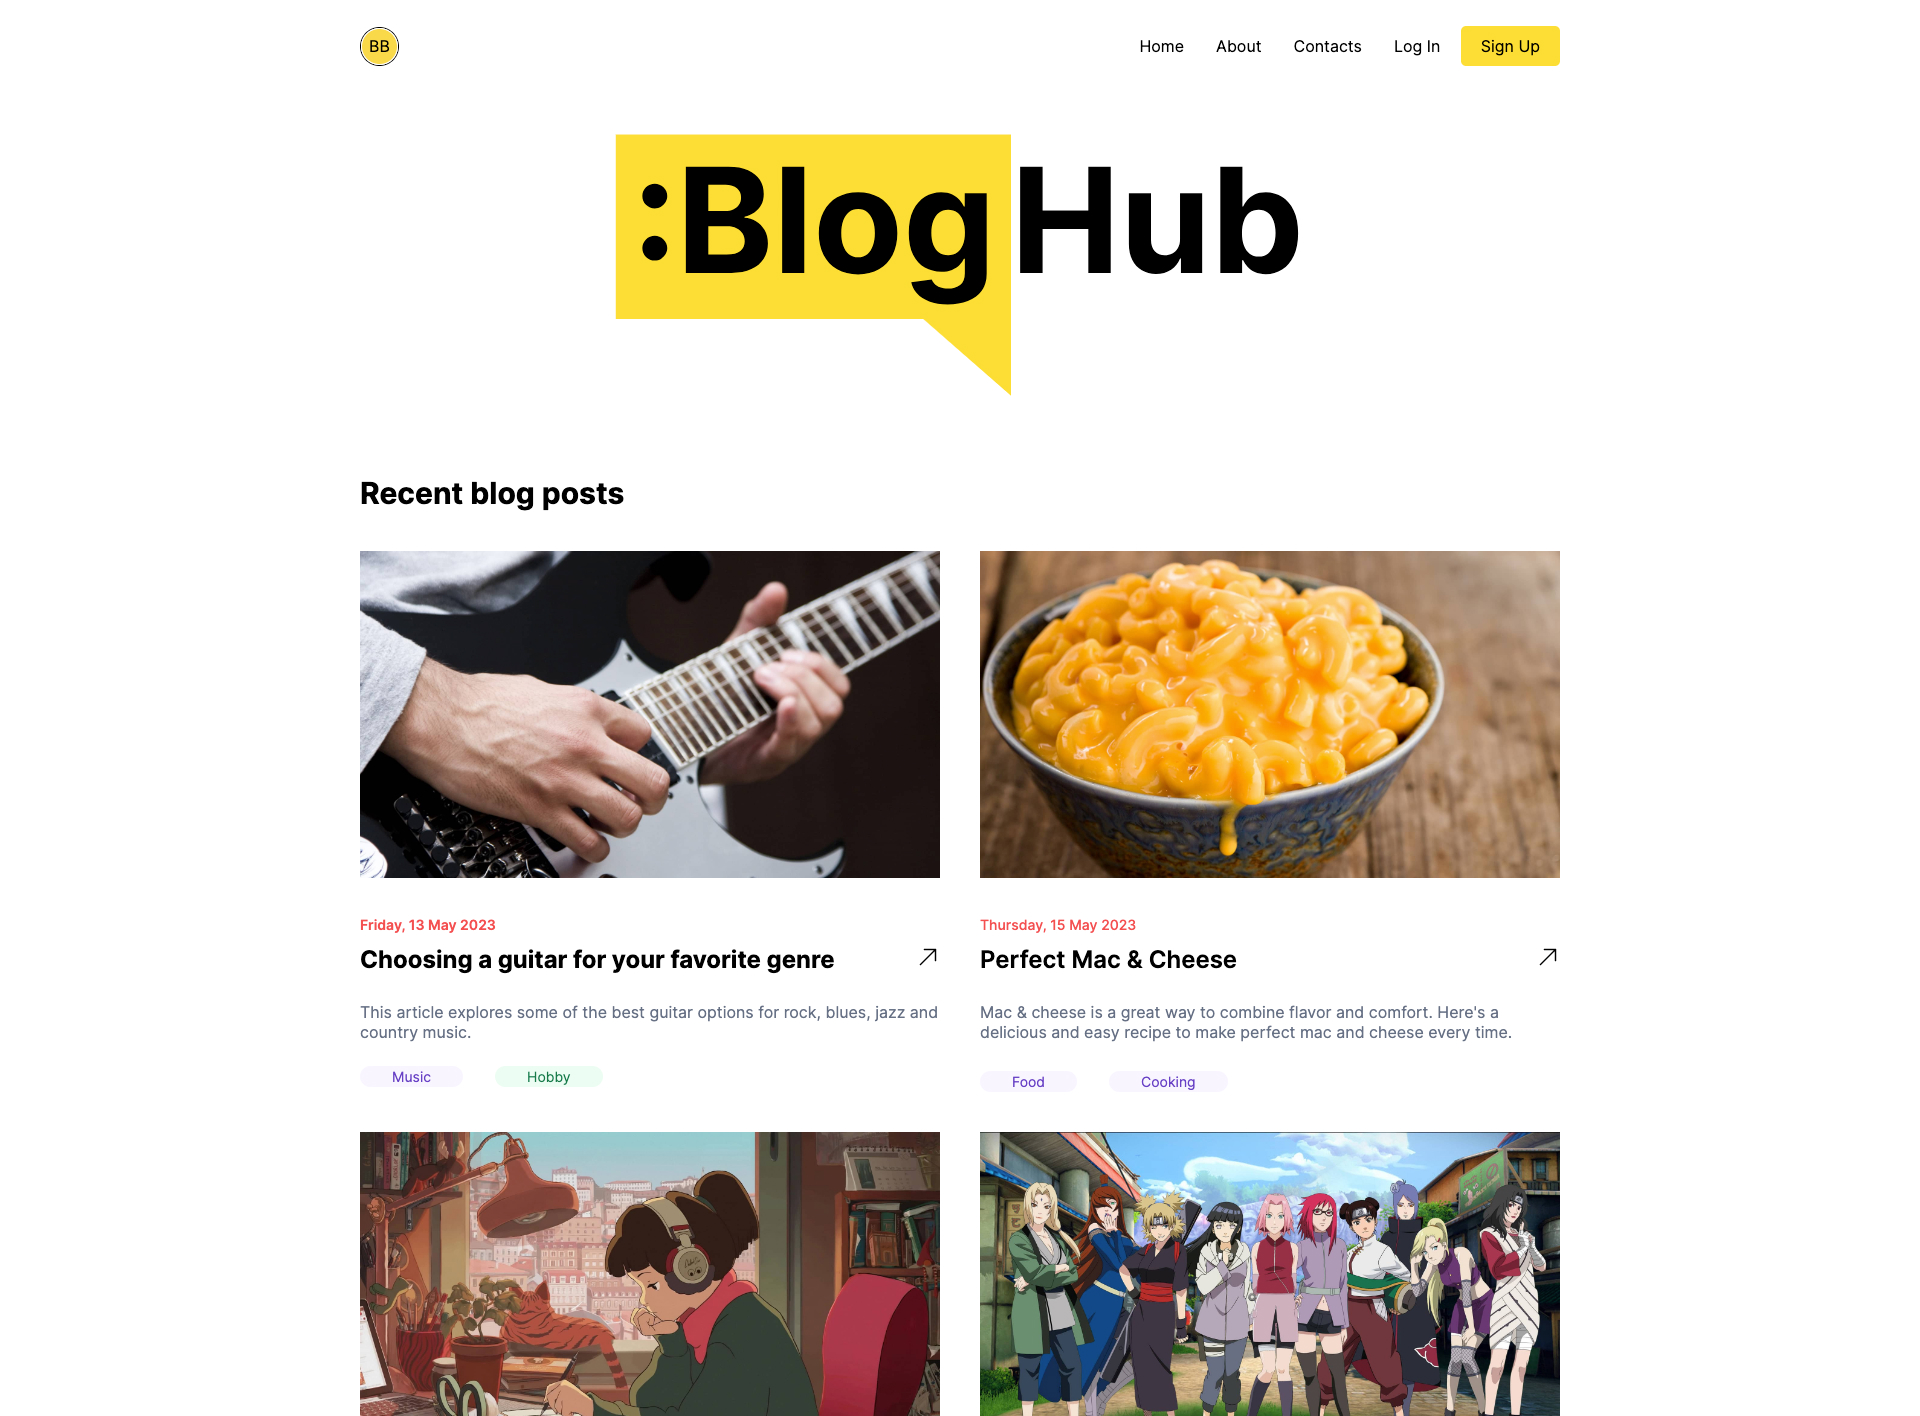 BB
Home
About
Contacts
Log In
Sign Up
:BlogHub
Recent blog posts
Friday, 13 May 2023
Choosing a guitar for your favorite genre
This article explores some of the best guitar options for rock, blues, jazz and
country music.
Music
Hobby
Thursday, 15 May 2023
Perfect Mac & Cheese
Mac & cheese is a great way to combine flavor and comfort. Here's a
delicious and easy recipe to make perfect mac and cheese every time.
Food
Cooking